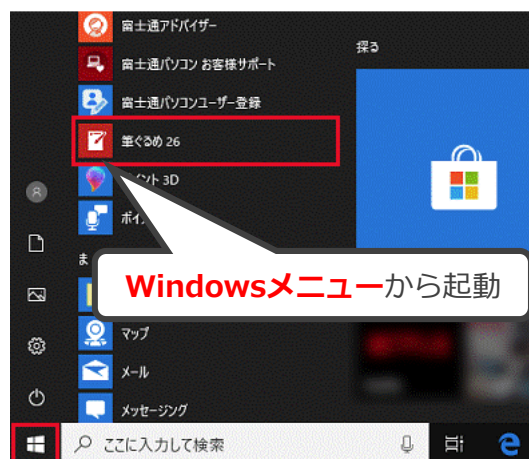 富士通アドバイザー
探る
富士通パソコン お客様サポート
富士通パソコンユーザー登録
筆ぐるめ 26
3D
Windowsメニューから起動
マップ
メール
メッセージング
ここに入力して検索